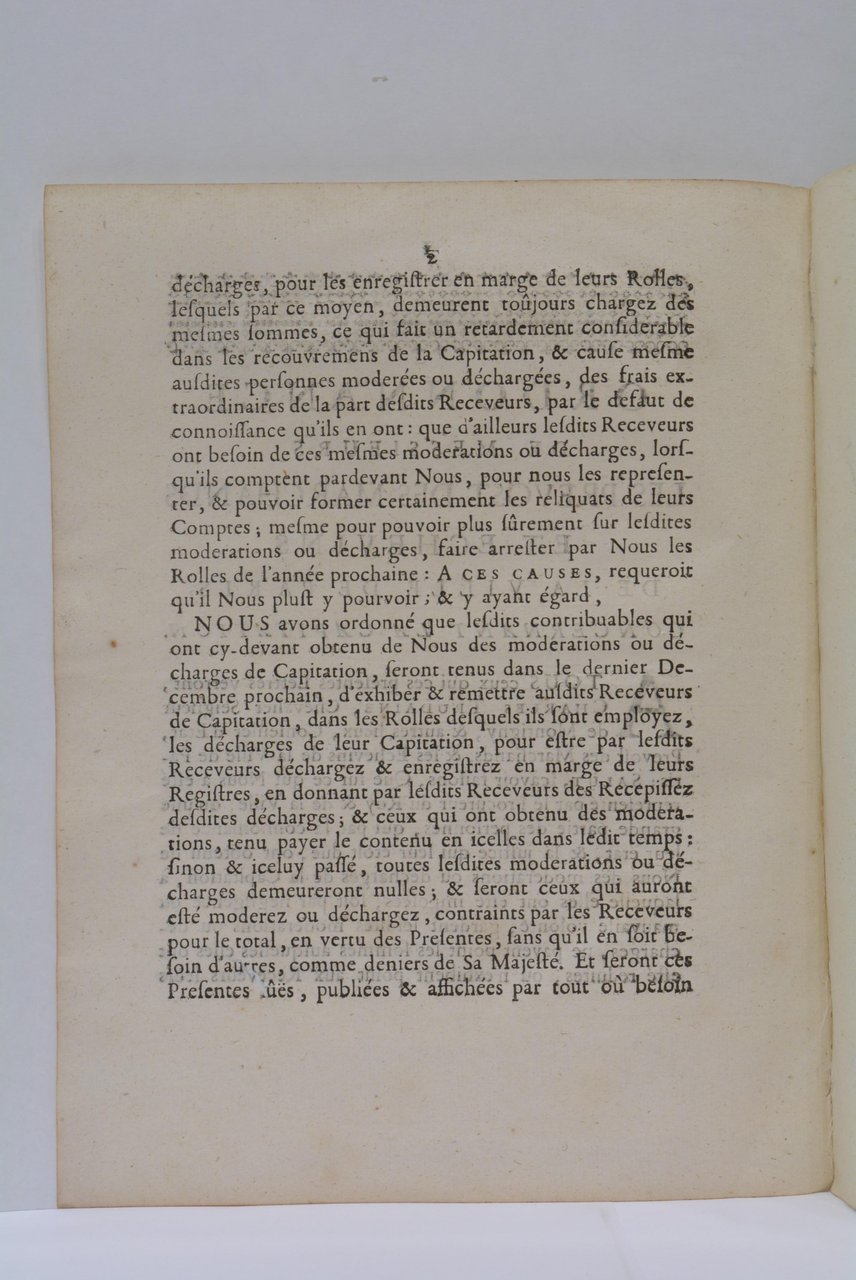 2
décharges, pour les enregiſtrer en marge de leurs Rolles,
leſquels par ce moyen, demeurent toûjours chargez des
meſmes ſommes, ce qui fait un retardement conſiderable
dans les recouvremens de la Capitation, & cauſe meſme
auſdites perſonnes moderées ou déchargées, des frais ex-
traordinaires de la part deſdits Receveurs, par le defaut de
connoiſſance qu'ils en ont : que d'ailleurs leſdits Receveurs
ont beſoin de ces meſmes moderations ou décharges, lorſ-
qu'ils comptent pardevant Nous, pour nous les repreſen-
ter, & pouvoir former certainement les reliquats de leurs
Comptes ; meſme pour pouvoir plus ſûrement ſur leſdites
moderations ou décharges, faire arreſter par Nous les
Rolles de l'année prochaine : A CES CAUSES, requeroit
qu'il Nous pluſt y pourvoir ; & y ayant égard,
NOUS avons ordonné que leſdits contribuables qui
ont cy-devant obtenu de Nous des moderations ou dé-
charges de Capitation, ſeront tenus dans le dernier De-
cembre prochain, d'exhiber & remettre auſdits Receveurs
de Capitation, dans les Rolles deſquels ils ſont employez,
les décharges de leur Capitation, pour eſtre par leſdits
Receveurs déchargez & enregiſtrez en marge de leurs
Regiſtres, en donnant par leſdits Receveurs des Recepiſſez
deſdites décharges ; & ceux qui ont obtenu des modera-
tions, tenu payer le contenu en icelles dans ledit temps :
ſinon & iceluy paſſé, toutes leſdites moderations ou dé-
charges demeureront nulles ; & ſeront ceux qui auront
eſté moderez ou déchargez, contraints par les Receveurs
pour le total, en vertu des Preſentes, ſans qu'il en ſoit be-
ſoin d'autres, comme deniers de Sa Majeſté. Et ſeront ces
Preſentes ûës, publiées & affichées par tout où beſoin